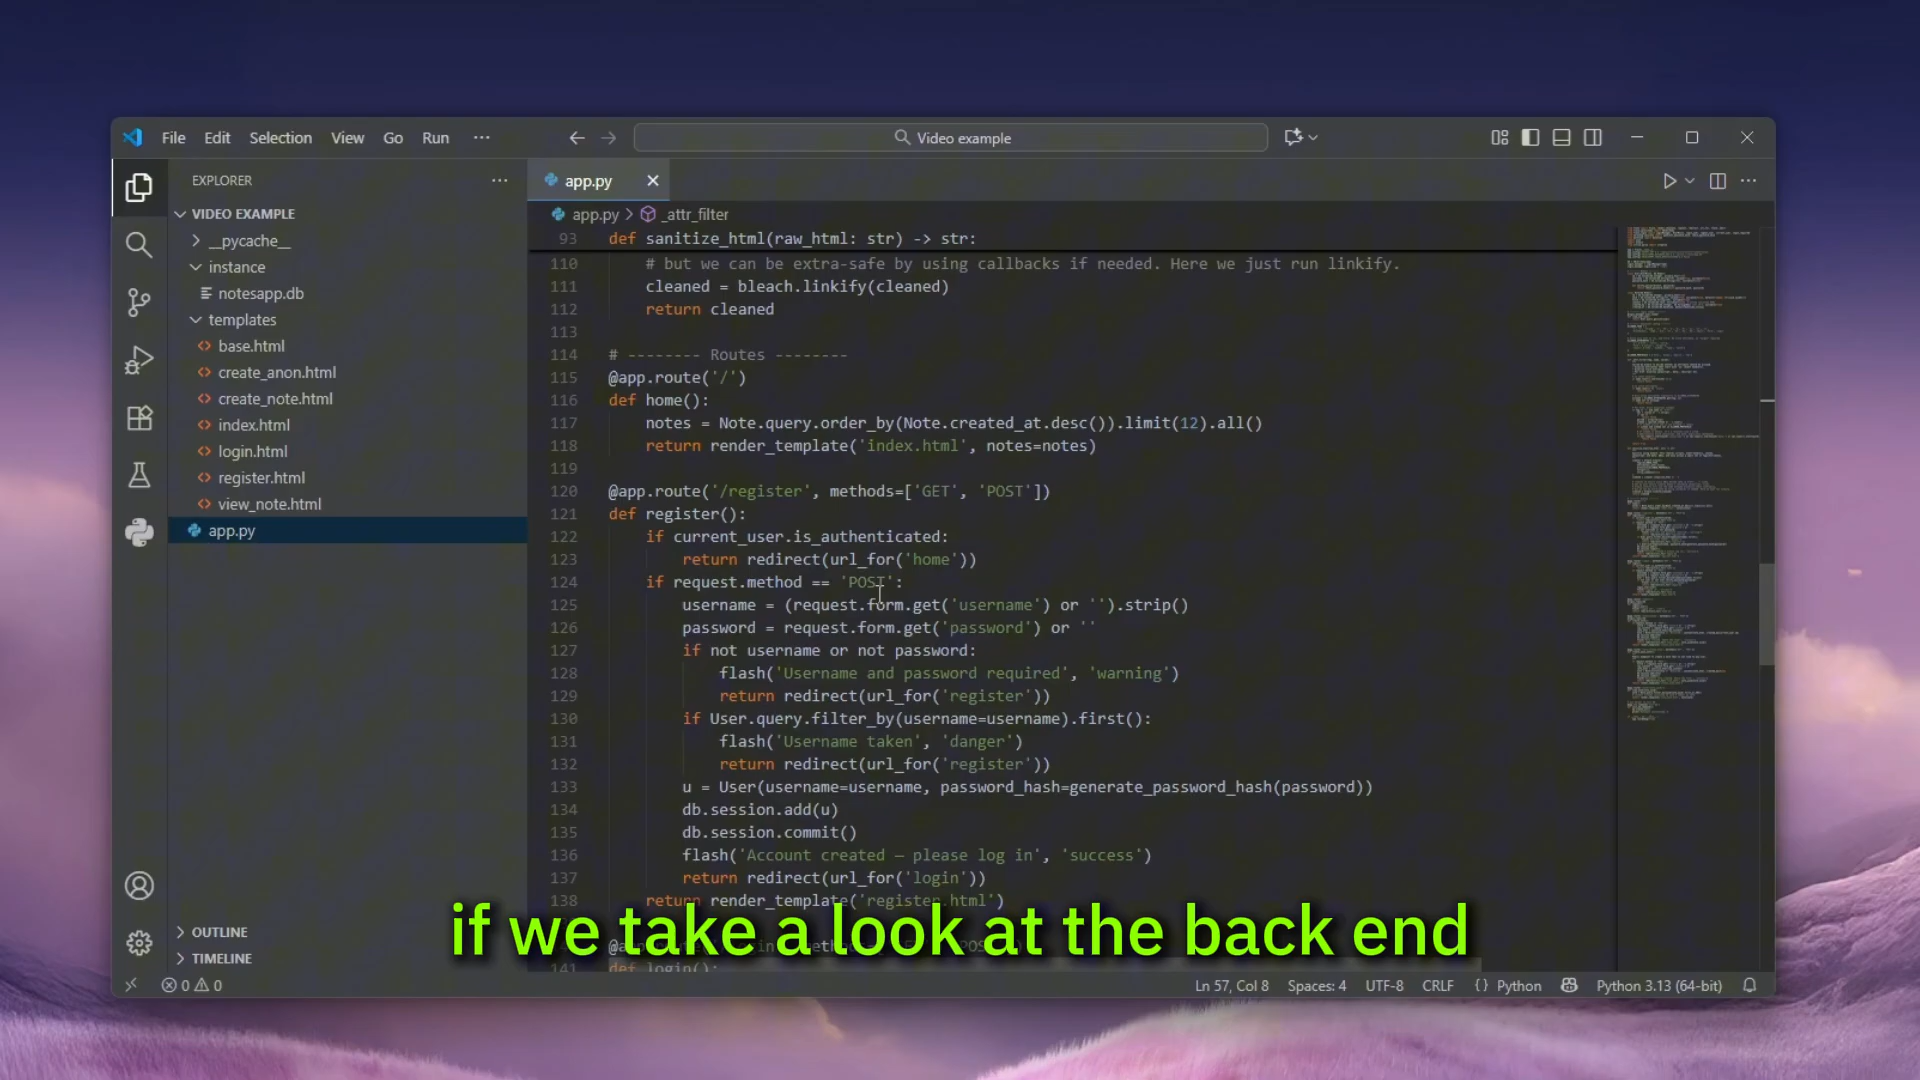 File Edit Selection View Go Run ···
Video example
EXPLORER
VIDEO EXAMPLE
__pycache__
instance
notesapp.db
templates
base.html
create_anon.html
create_note.html
index.html
login.html
register.html
view_note.html
app.py
OUTLINE
TIMELINE
app.py
app.py > _attr_filter
93 def sanitize_html(raw_html: str) -> str:
110 # but we can be extra-safe by using callbacks if needed. Here we just run linkify.
111 cleaned = bleach.linkify(cleaned)
112 return cleaned
113
114 # -------- Routes --------
115 @app.route('/')
116 def home():
117 notes = Note.query.order_by(Note.created_at.desc()).limit(12).all()
118 return render_template('index.html', notes=notes)
119
120 @app.route('/register', methods=['GET', 'POST'])
121 def register():
122 if current_user.is_authenticated:
123 return redirect(url_for('home'))
124 if request.method == 'POST':
125 username = (request.form.get('username') or '').strip()
126 password = request.form.get('password') or ''
127 if not username or not password:
128 flash('Username and password required', 'warning')
129 return redirect(url_for('register'))
130 if User.query.filter_by(username=username).first():
131 flash('Username taken', 'danger')
132 return redirect(url_for('register'))
133 u = User(username=username, password_hash=generate_password_hash(password))
134 db.session.add(u)
135 db.session.commit()
136 flash('Account created – please log in', 'success')
137 return redirect(url_for('login'))
138 return render_template('register.html')
141 def login():
if we take a look at the back end
0 0
Ln 57, Col 8 Spaces: 4 UTF-8 CRLF {} Python Python 3.13 (64-bit)